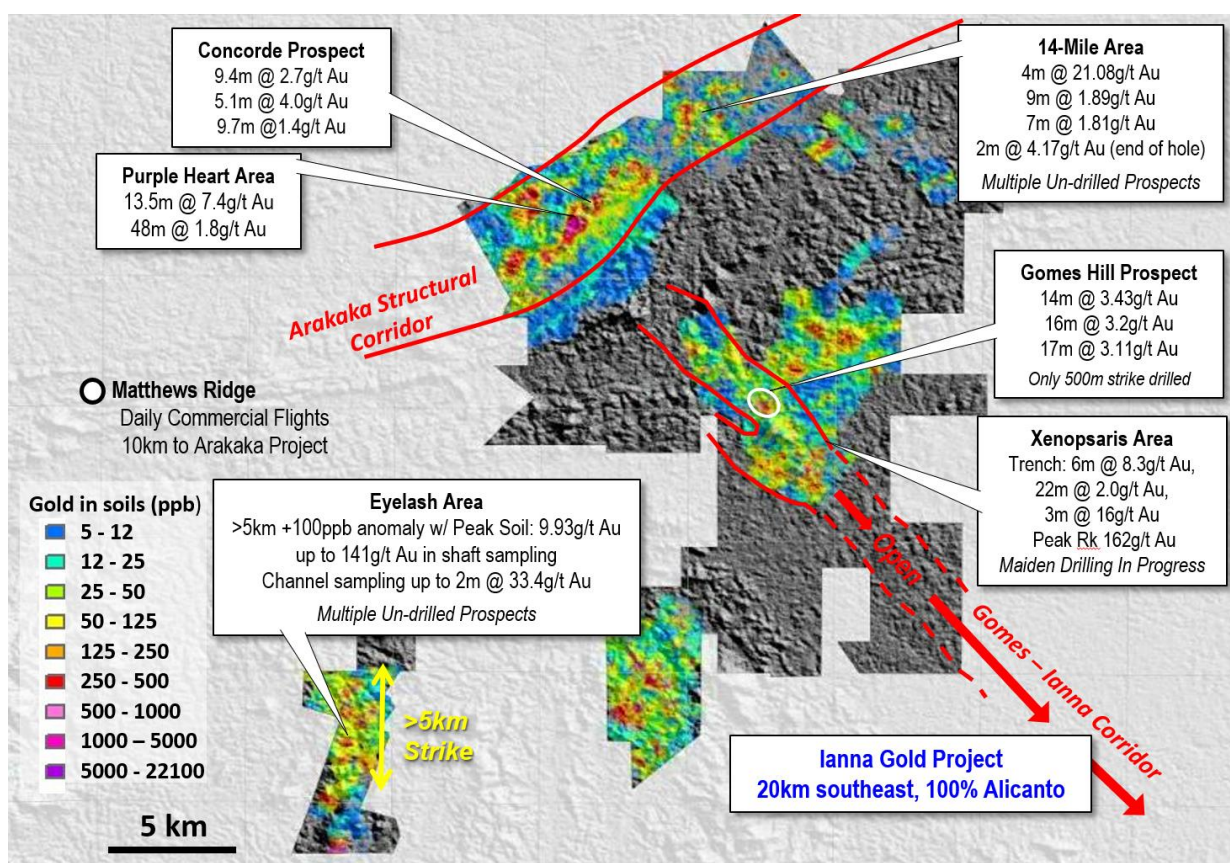 Concorde Prospect
9.4m @ 2.7g/t Au
5.1m @ 4.0g/t Au
9.7m @1.4g/t Au
Purple Heart Area
13.5m @ 7.4g/t Au
48m @ 1.8g/t Au
14-Mile Area
4m @ 21.08g/t Au
9m @ 1.89g/t Au
7m @ 1.81g/t Au
2m @ 4.17g/t Au (end of hole)
Multiple Un-drilled Prospects
Arakaka Structural
Corridor
Gomes Hill Prospect
14m @ 3.43g/t Au
16m @ 3.2g/t Au
17m @ 3.11g/t Au
Only 500m strike drilled
Matthews Ridge
Daily Commercial Flights
10km to Arakaka Project
Xenopsaris Area
Trench: 6m @ 8.3g/t Au,
22m @ 2.0g/t Au,
3m @ 16g/t Au
Peak Rk 162g/t Au
Maiden Drilling In Progress
Gold in soils (ppb)
5 - 12
12 - 25
25 - 50
50 - 125
125 - 250
250 - 500
500 - 1000
1000 – 5000
5000 - 22100
5 km
Eyelash Area
>5km +100ppb anomaly w/ Peak Soil: 9.93g/t Au
up to 141g/t Au in shaft sampling
Channel sampling up to 2m @ 33.4g/t Au
Multiple Un-drilled Prospects
>5km
Strike
Open
Gomes – Ianna Corridor
Ianna Gold Project
20km southeast, 100% Alicanto